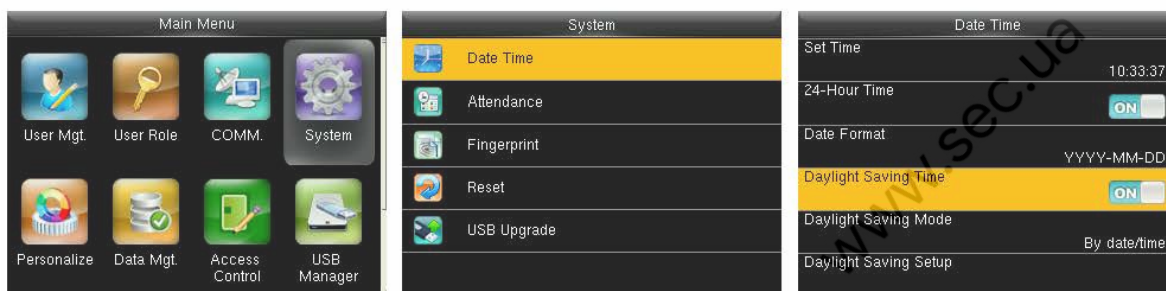 Main Menu
User Mgt.
User Role
COMM.
System
Personalize
Data Mgt.
Access
Control
USB
Manager
System
Date Time
Attendance
Fingerprint
Reset
USB Upgrade
Date Time
Set Time
10:33:37
24-Hour Time
ON
Date Format
YYYY-MM-DD
Daylight Saving Time
ON
Daylight Saving Mode
By date/time
Daylight Saving Setup
www.sec.ua